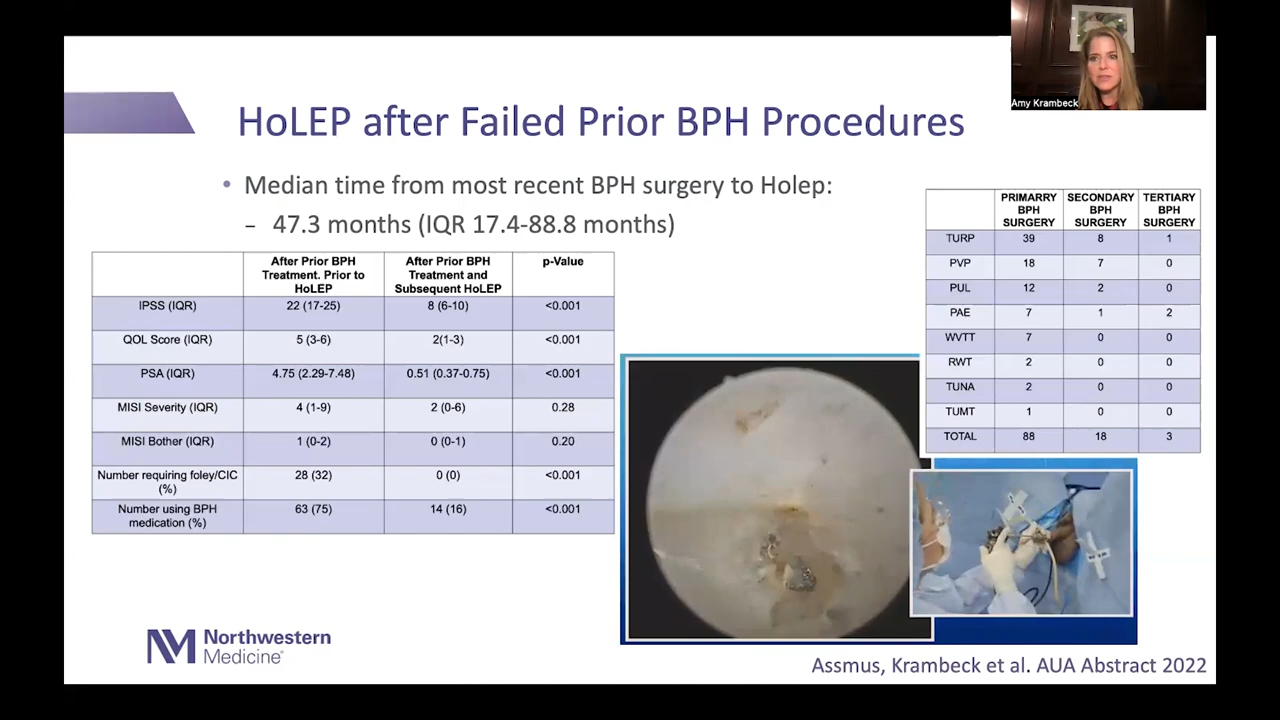 Amy Krambeck
HoLEP after Failed Prior BPH Procedures
• Median time from most recent BPH surgery to Holep:
– 47.3 months (IQR 17.4-88.8 months)
After Prior BPH Treatment. Prior to HoLEP
After Prior BPH Treatment and Subsequent HoLEP
p-Value
IPSS (IQR) 22 (17-25) 8 (6-10) <0.001
QOL Score (IQR) 5 (3-6) 2(1-3) <0.001
PSA (IQR) 4.75 (2.29-7.48) 0.51 (0.37-0.75) <0.001
MISI Severity (IQR) 4 (1-9) 2 (0-6) 0.28
MISI Bother (IQR) 1 (0-2) 0 (0-1) 0.20
Number requiring foley/CIC (%) 28 (32) 0 (0) <0.001
Number using BPH medication (%) 63 (75) 14 (16) <0.001
PRIMARRY BPH SURGERY
SECONDARY BPH SURGERY
TERTIARY BPH SURGERY
TURP 39 8 1
PVP 18 7 0
PUL 12 2 0
PAE 7 1 2
WVTT 7 0 0
RWT 2 0 0
TUNA 2 0 0
TUMT 1 0 0
TOTAL 88 18 3
NM Northwestern
Medicine®
Assmus, Krambeck et al. AUA Abstract 2022